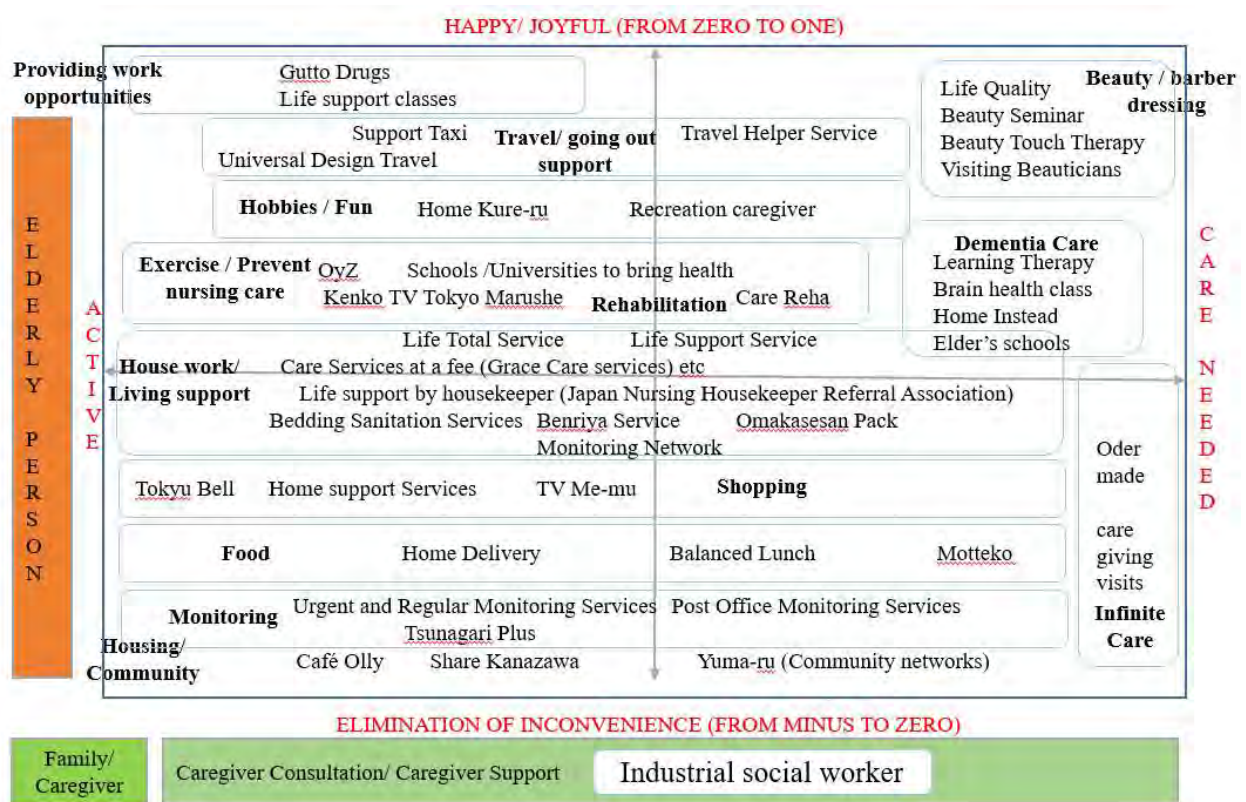 HAPPY/ JOYFUL (FROM ZERO TO ONE)
Providing work
opportunities
Gutto Drugs
Life support classes
Beauty / barber
dressing
Life Quality
Beauty Seminar
Beauty Touch Therapy
Visiting Beauticians
Support Taxi
Universal Design Travel
Travel/ going out
support
Travel Helper Service
Hobbies / Fun
Home Kure-ru
Recreation caregiver
Dementia Care
Learning Therapy
Brain health class
Home Instead
Elder's schools
Exercise / Prevent
nursing care
OyZ
Schools /Universities to bring health
Kenko TV Tokyo Marushe
Rehabilitation
Care Reha
Life Total Service
Life Support Service
House work/
Living support
Care Services at a fee (Grace Care services) etc
Life support by housekeeper (Japan Nursing Housekeeper Referral Association)
Bedding Sanitation Services
Benriya Service
Omakasesan Pack
Monitoring Network
Tokyu Bell
Home support Services
TV Me-mu
Shopping
Food
Home Delivery
Balanced Lunch
Motteko
Monitoring
Urgent and Regular Monitoring Services
Post Office Monitoring Services
Tsunagari Plus
Housing/
Community
Café Olly
Share Kanazawa
Yuma-ru (Community networks)
Oder
made
care
giving
visits
Infinite
Care
ELDERLY PERSON
ACTIVE
CARE NEEDED
ELIMINATION OF INCONVENIENCE (FROM MINUS TO ZERO)
Family/
Caregiver
Caregiver Consultation/ Caregiver Support
Industrial social worker